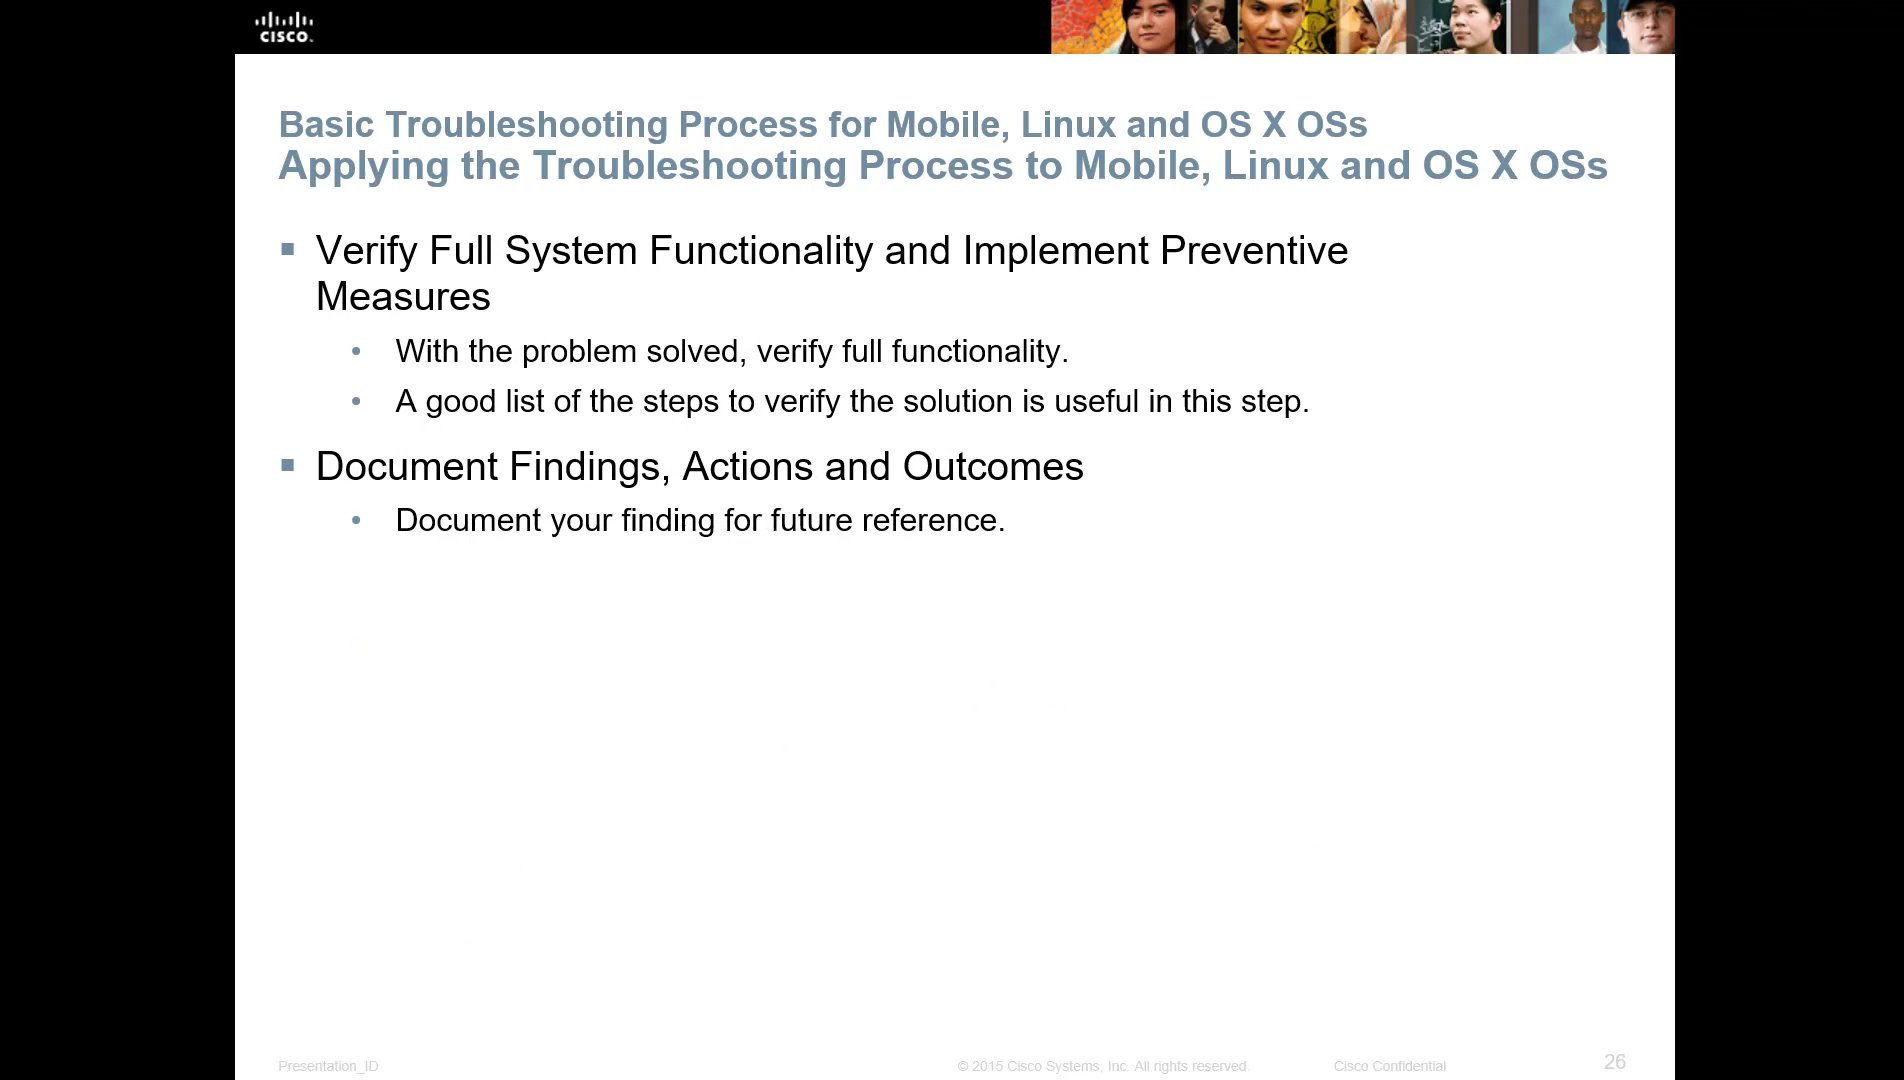 CISCO
Basic Troubleshooting Process for Mobile, Linux and OS X OSs
Applying the Troubleshooting Process to Mobile, Linux and OS X OSs
Verify Full System Functionality and Implement Preventive
Measures
With the problem solved, verify full functionality.
A good list of the steps to verify the solution is useful in this step.
Document Findings, Actions and Outcomes
Document your finding for future reference.
Presentation_ID
© 2015 Cisco Systems, Inc. All rights reserved.
Cisco Confidential
26